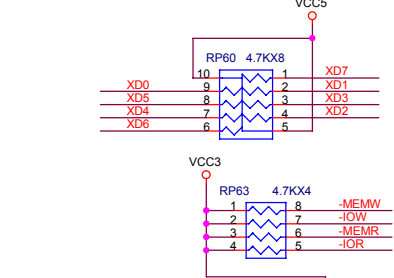 VCC5
RP60 4.7KX8
10 1 XD7
XD0 9 2 XD1
XD5 8 3 XD3
XD4 7 4 XD2
XD6 6 5
VCC3
RP63 4.7KX4
1 8 -MEMW
2 7 -IOW
3 6 -MEMR
4 5 -IOR